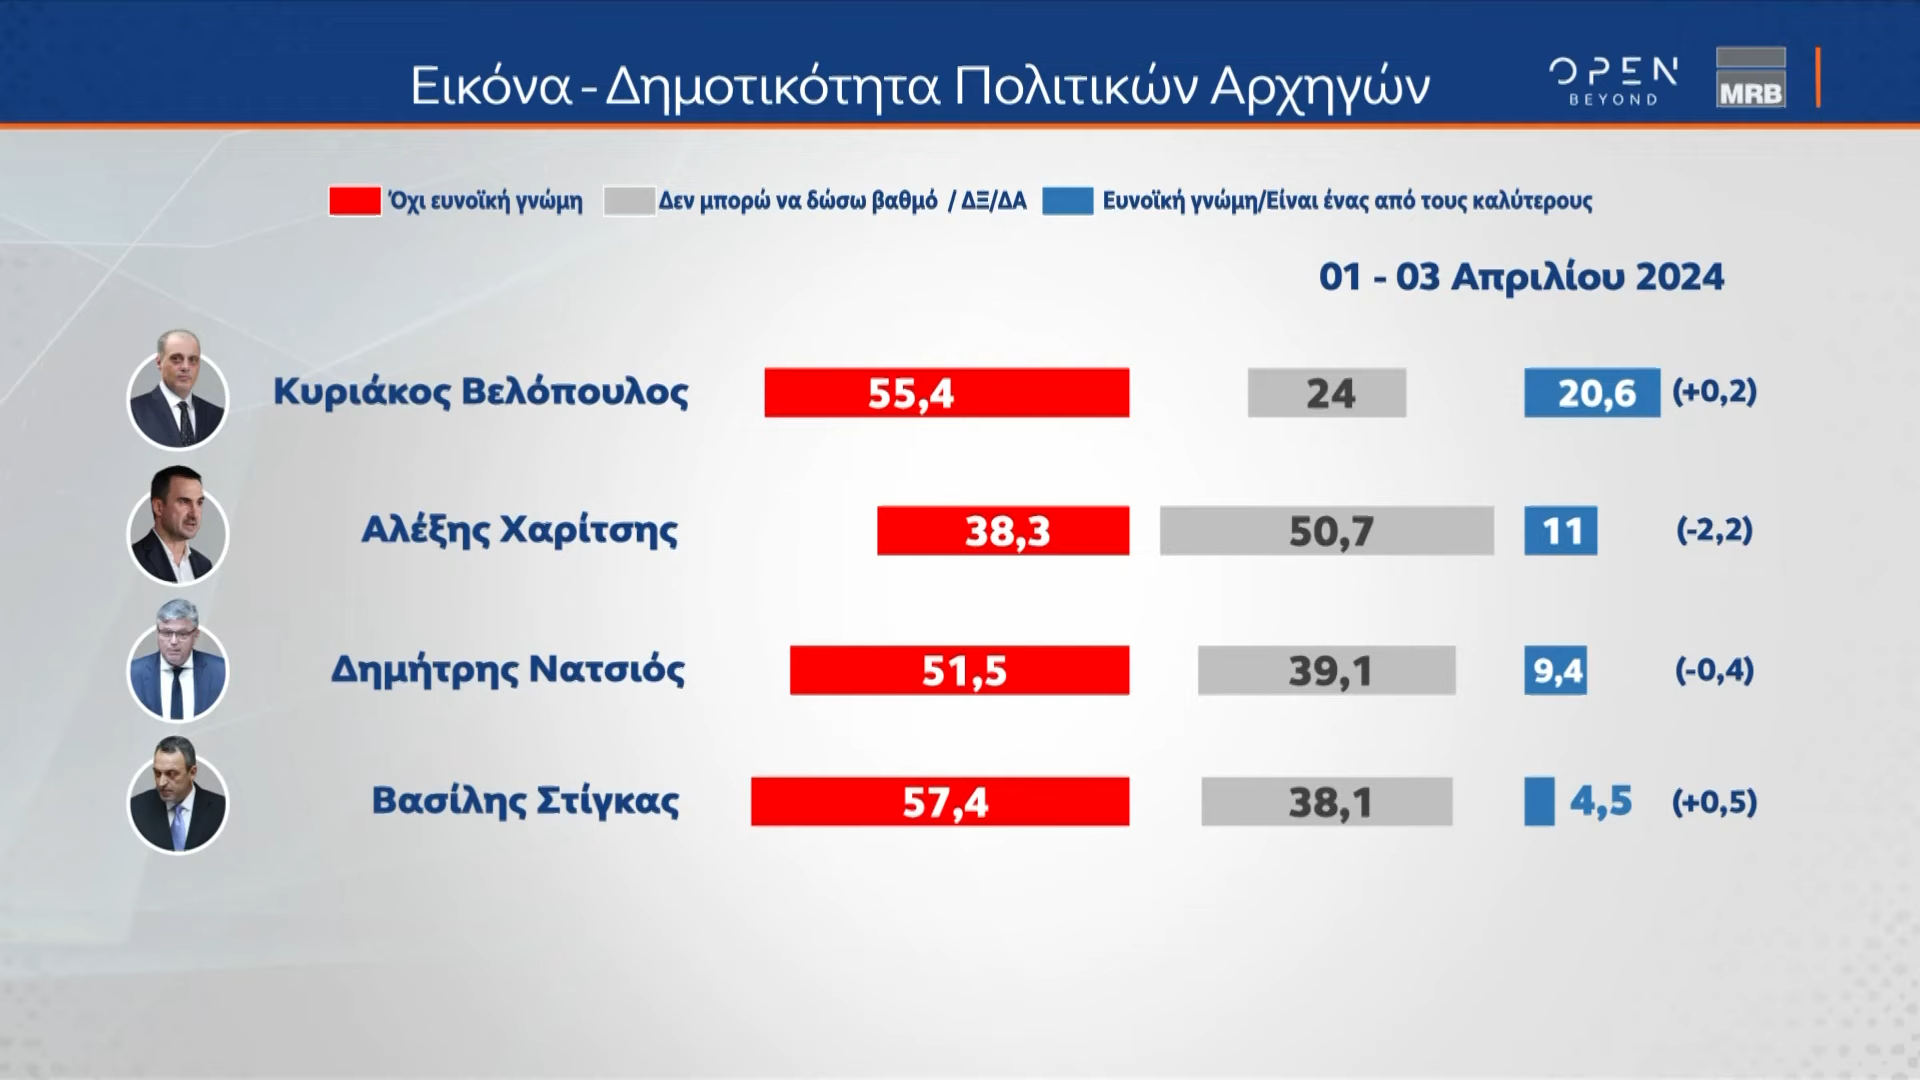 Εικόνα - Δημοτικότητα Πολιτικών Αρχηγών
OPEN
BEYOND
MRB
Όχι ευνοϊκή γνώμη
Δεν μπορώ να δώσω βαθμό / ΔΞ/ΔΑ
Ευνοϊκή γνώμη/Είναι ένας από τους καλύτερους
01 - 03 Απριλίου 2024
Κυριάκος Βελόπουλος 55,4 24 20,6 (+0,2)
Αλέξης Χαρίτσης 38,3 50,7 11 (-2,2)
Δημήτρης Νατσιός 51,5 39,1 9,4 (-0,4)
Βασίλης Στίγκας 57,4 38,1 4,5 (+0,5)